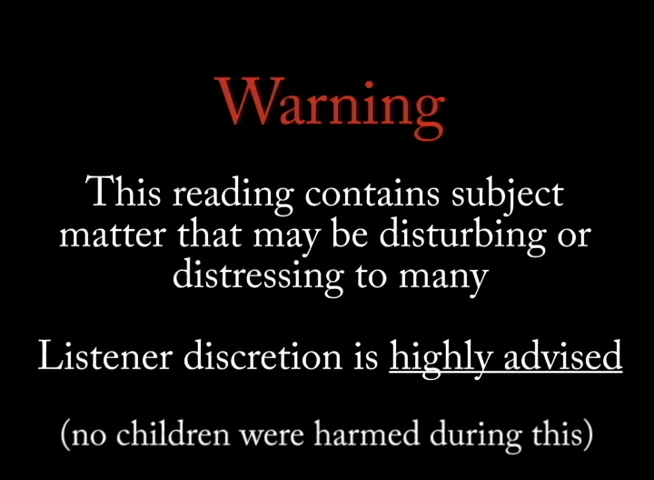 Warning
This reading contains subject
matter that may be disturbing or
distressing to many
Listener discretion is highly advised
(no children were harmed during this)